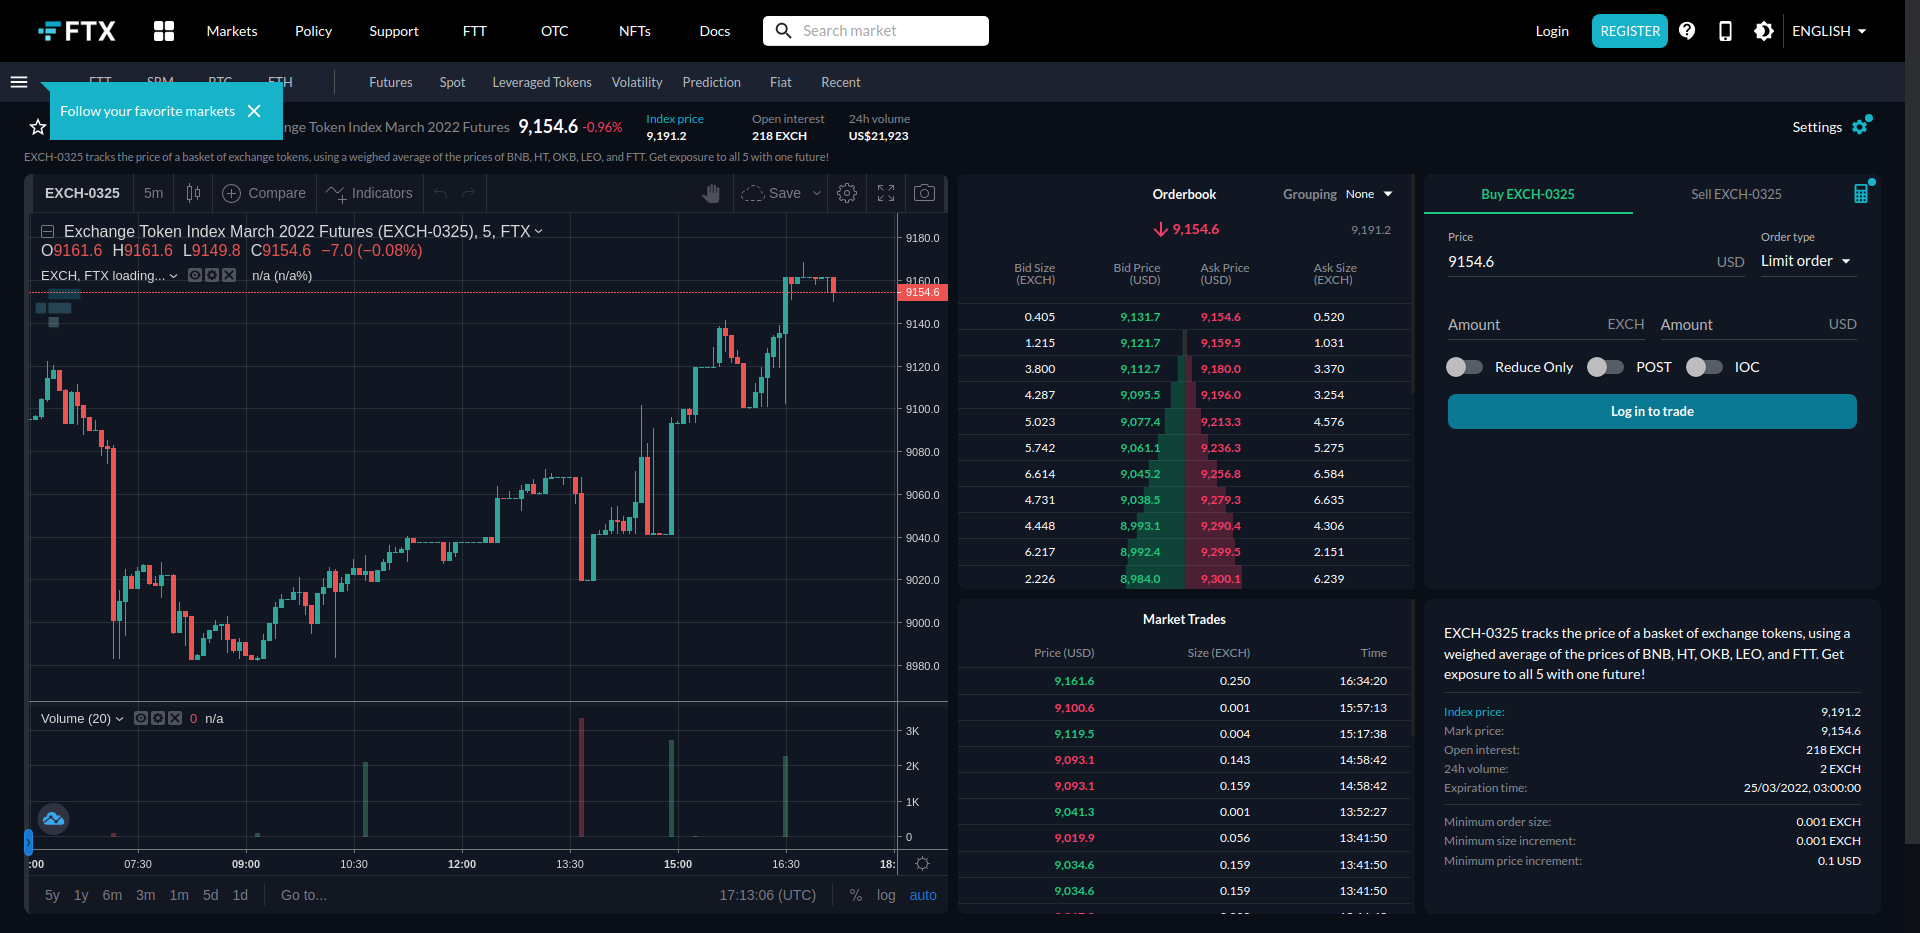 FTX Markets Policy Support FTT OTC NFTs Docs Search market Login REGISTER ENGLISH
FTT SRM BTC ETH Futures Spot Leveraged Tokens Volatility Prediction Fiat Recent
Follow your favorite markets
nge Token Index March 2022 Futures 9,154.6 -0.96%
Index price
9,191.2
Open interest
218 EXCH
24h volume
US$21,923
Settings
EXCH-0325 tracks the price of a basket of exchange tokens, using a weighed average of the prices of BNB, HT, OKB, LEO, and FTT. Get exposure to all 5 with one future!
EXCH-0325 5m Compare Indicators Save
Exchange Token Index March 2022 Futures (EXCH-0325), 5, FTX
O9161.6 H9161.6 L9149.8 C9154.6 −7.0 (−0.08%)
EXCH, FTX loading... n/a (n/a%)
9180.0
9160.0
9154.6
9140.0
9120.0
9100.0
9080.0
9060.0
9040.0
9020.0
9000.0
8980.0
Volume (20) 0 n/a
3K
2K
1K
0
:00 07:30 09:00 10:30 12:00 13:30 15:00 16:30 18:
5y 1y 6m 3m 1m 5d 1d Go to... 17:13:06 (UTC) % log auto
Orderbook Grouping None
9,154.6 9,191.2
Bid Size (EXCH) Bid Price (USD) Ask Price (USD) Ask Size (EXCH)
0.405 9,131.7 9,154.6 0.520
1.215 9,121.7 9,159.5 1.031
3.800 9,112.7 9,180.0 3.370
4.287 9,095.5 9,196.0 3.254
5.023 9,077.4 9,213.3 4.576
5.742 9,061.1 9,236.3 5.275
6.614 9,045.2 9,256.8 6.584
4.731 9,038.5 9,279.3 6.635
4.448 8,993.1 9,290.4 4.306
6.217 8,992.4 9,299.5 2.151
2.226 8,984.0 9,300.1 6.239
Market Trades
Price (USD) Size (EXCH) Time
9,161.6 0.250 16:34:20
9,100.6 0.001 15:57:13
9,119.5 0.004 15:17:38
9,093.1 0.143 14:58:42
9,093.1 0.159 14:58:42
9,041.3 0.001 13:52:27
9,019.9 0.056 13:41:50
9,034.6 0.159 13:41:50
9,034.6 0.159 13:41:50
Buy EXCH-0325 Sell EXCH-0325
Price Order type
9154.6 USD Limit order
Amount EXCH Amount USD
Reduce Only POST IOC
Log in to trade
EXCH-0325 tracks the price of a basket of exchange tokens, using a
weighed average of the prices of BNB, HT, OKB, LEO, and FTT. Get
exposure to all 5 with one future!
Index price: 9,191.2
Mark price: 9,154.6
Open interest: 218 EXCH
24h volume: 2 EXCH
Expiration time: 25/03/2022, 03:00:00
Minimum order size: 0.001 EXCH
Minimum size increment: 0.001 EXCH
Minimum price increment: 0.1 USD